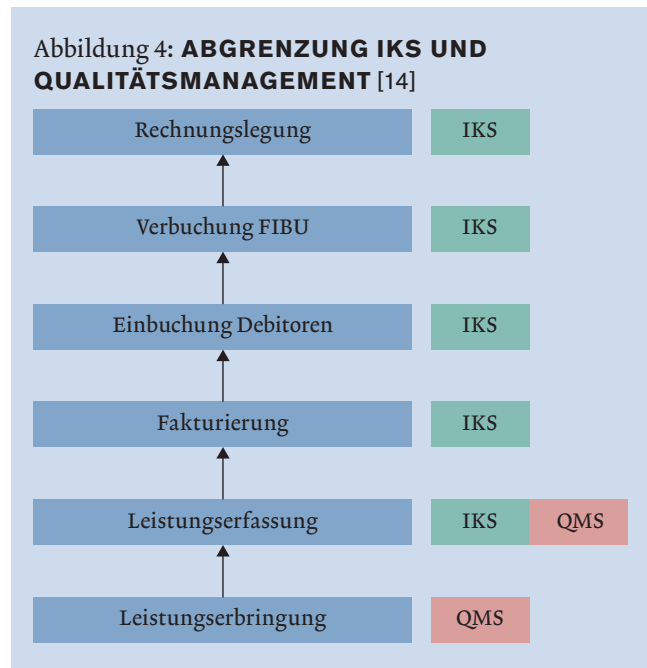 Abbildung 4: ABGRENZUNG IKS UND
QUALITÄTSMANAGEMENT [14]
Rechnungslegung IKS
Verbuchung FIBU IKS
Einbuchung Debitoren IKS
Fakturierung IKS
Leistungserfassung IKS QMS
Leistungserbringung QMS